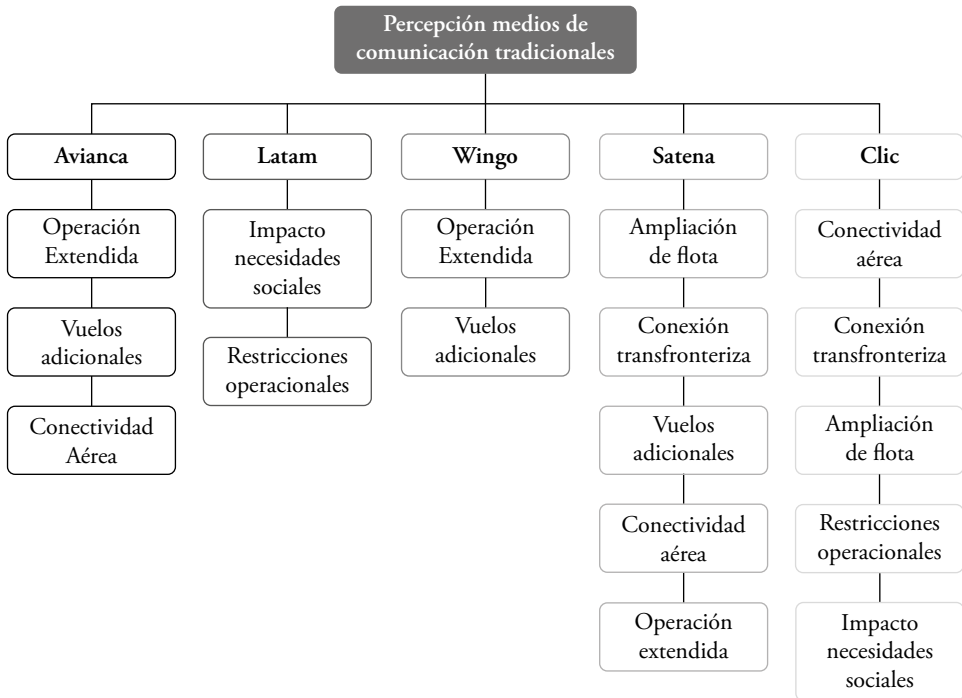 Percepción medios de
comunicación tradicionales
Avianca
Operación
Extendida
Vuelos
adicionales
Conectividad
Aérea
Latam
Impacto
necesidades
sociales
Restricciones
operacionales
Wingo
Operación
Extendida
Vuelos
adicionales
Satena
Ampliación
de flota
Conexión
transfronteriza
Vuelos
adicionales
Conectividad
aérea
Operación
extendida
Clic
Conectividad
aérea
Conexión
transfronteriza
Ampliación
de flota
Restricciones
operacionales
Impacto
necesidades
sociales